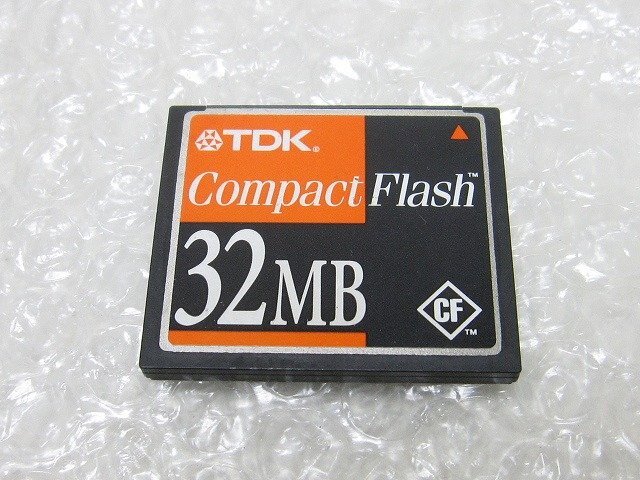 TDK®
Compact Flash™
32MB
CF™